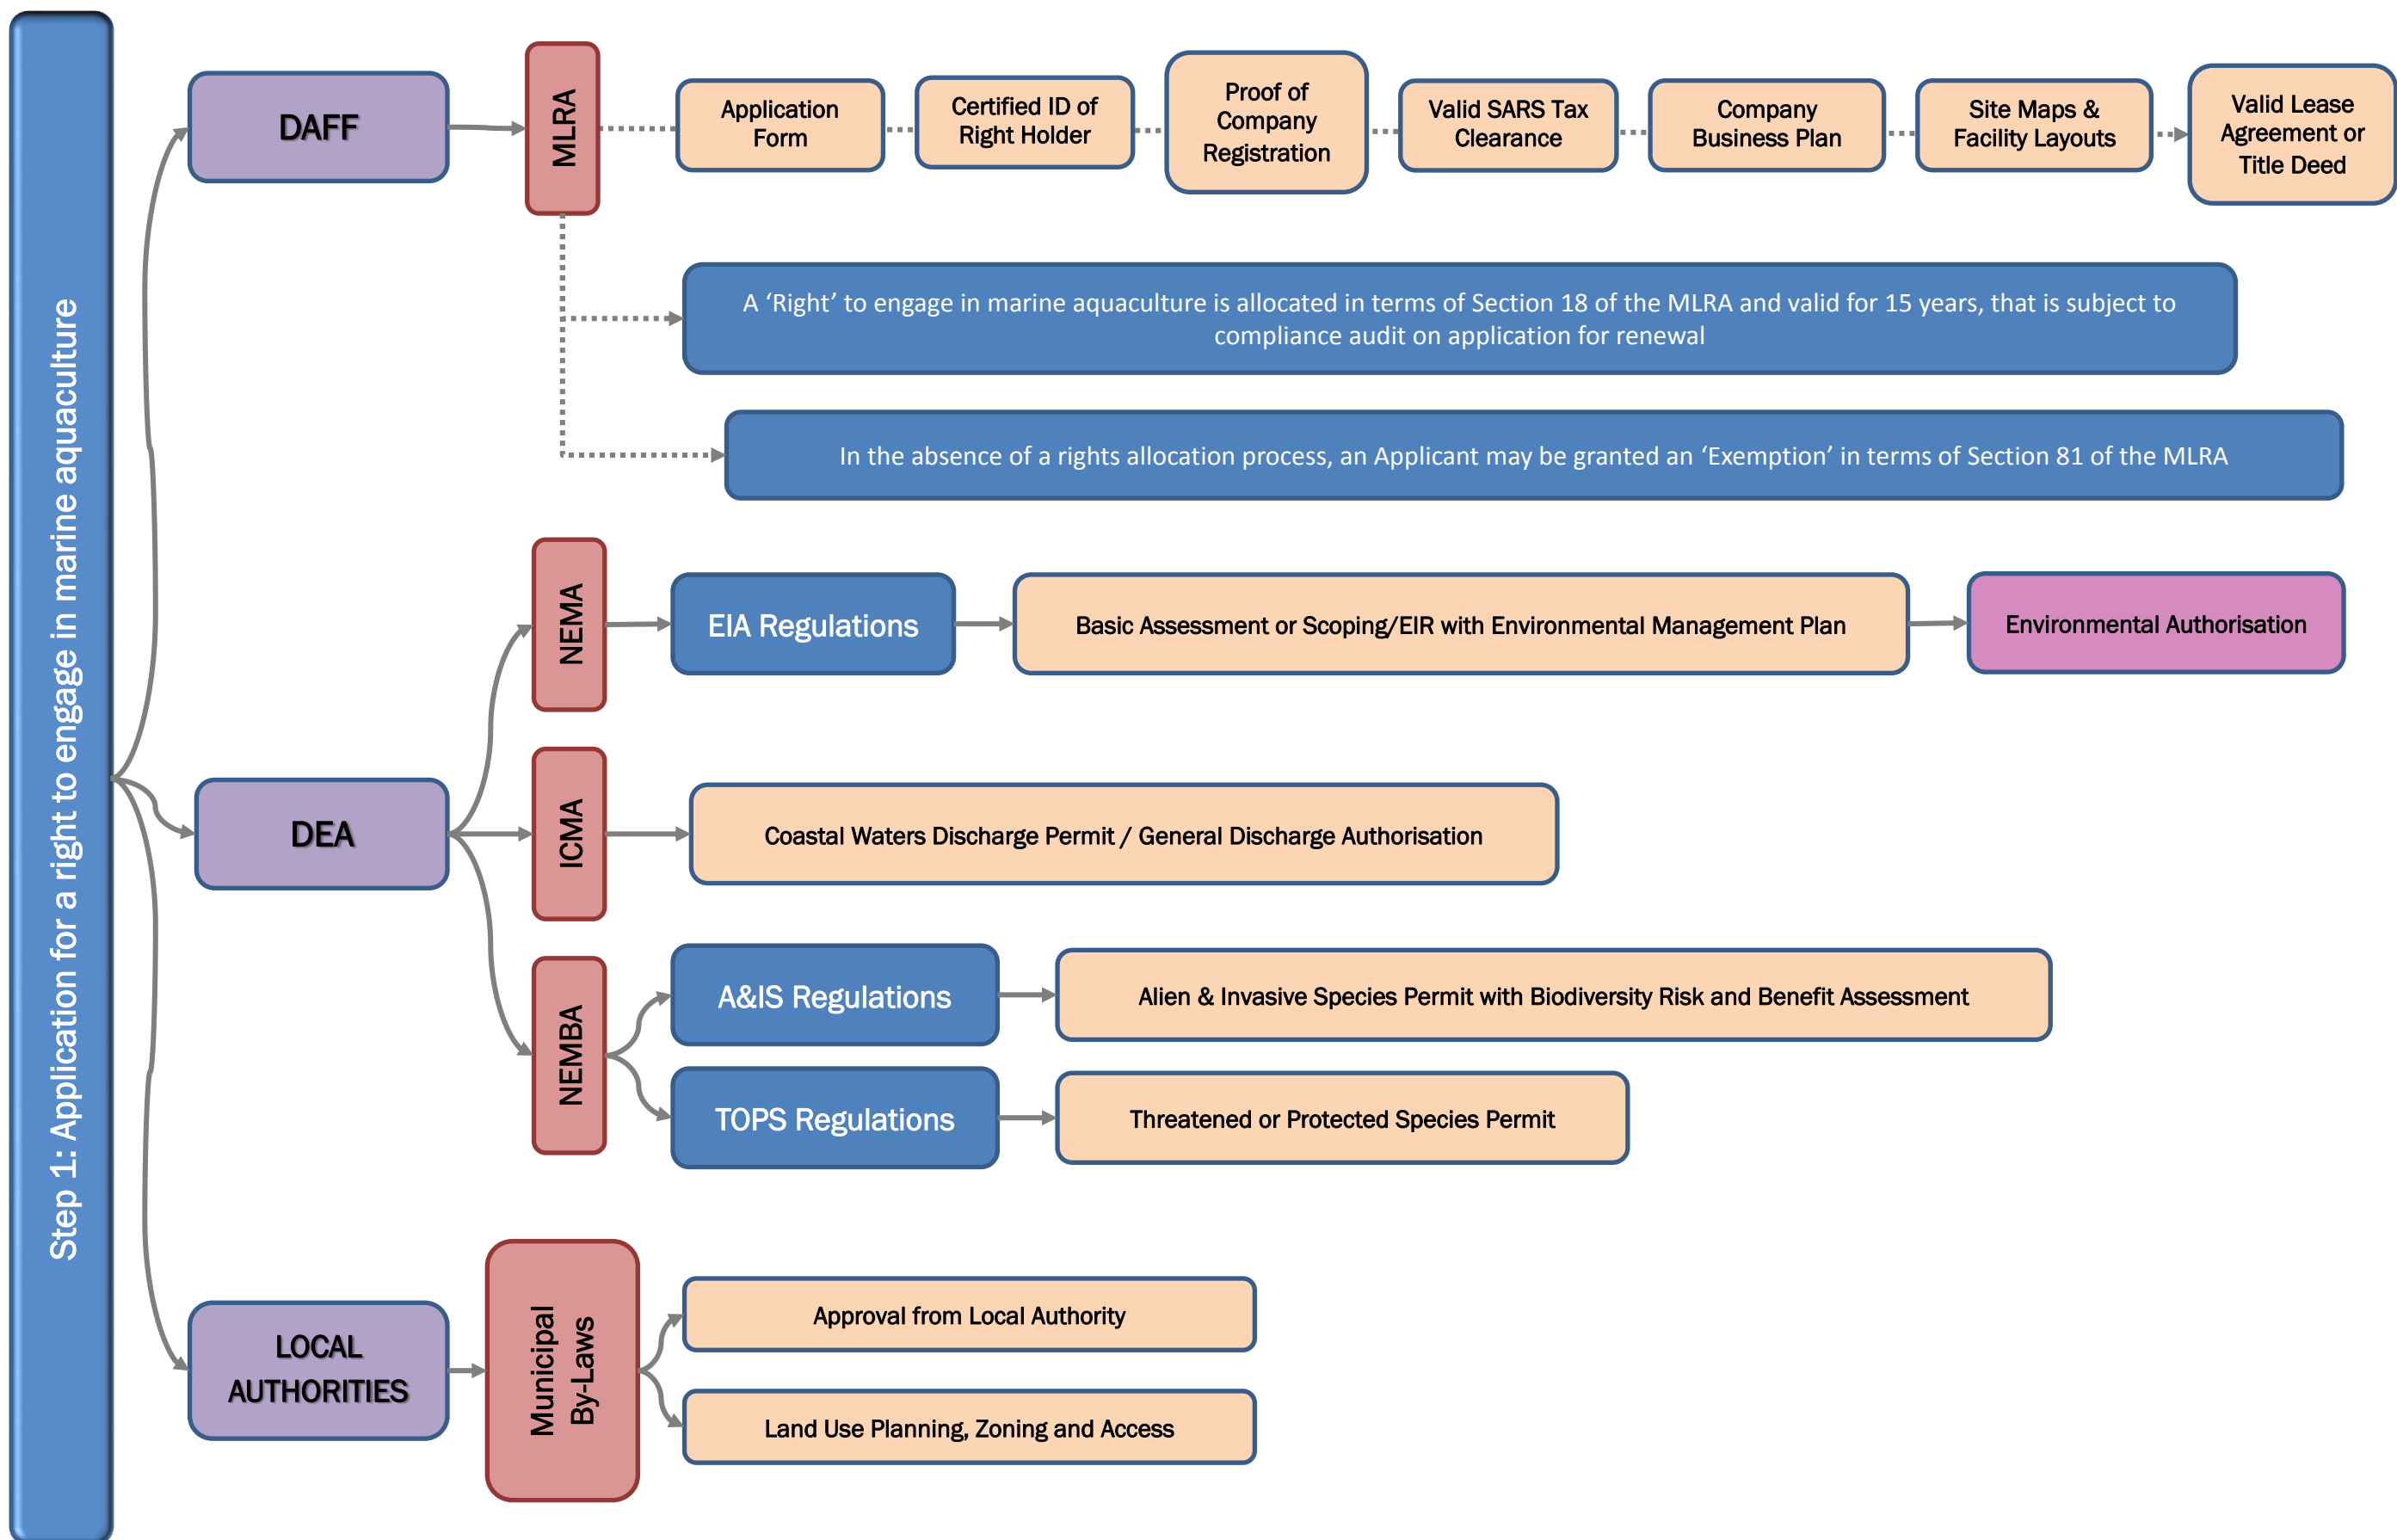 Step 1: Application for a right to engage in marine aquaculture
DAFF
MLRA
Application
Form
Certified ID of
Right Holder
Proof of
Company
Registration
Valid SARS Tax
Clearance
Company
Business Plan
Site Maps &
Facility Layouts
Valid Lease
Agreement or
Title Deed
A ‘Right’ to engage in marine aquaculture is allocated in terms of Section 18 of the MLRA and valid for 15 years, that is subject to
compliance audit on application for renewal
In the absence of a rights allocation process, an Applicant may be granted an ‘Exemption’ in terms of Section 81 of the MLRA
DEA
NEMA
EIA Regulations
Basic Assessment or Scoping/EIR with Environmental Management Plan
Environmental Authorisation
ICMA
Coastal Waters Discharge Permit / General Discharge Authorisation
NEMBA
A&IS Regulations
Alien & Invasive Species Permit with Biodiversity Risk and Benefit Assessment
TOPS Regulations
Threatened or Protected Species Permit
LOCAL
AUTHORITIES
Municipal
By-Laws
Approval from Local Authority
Land Use Planning, Zoning and Access